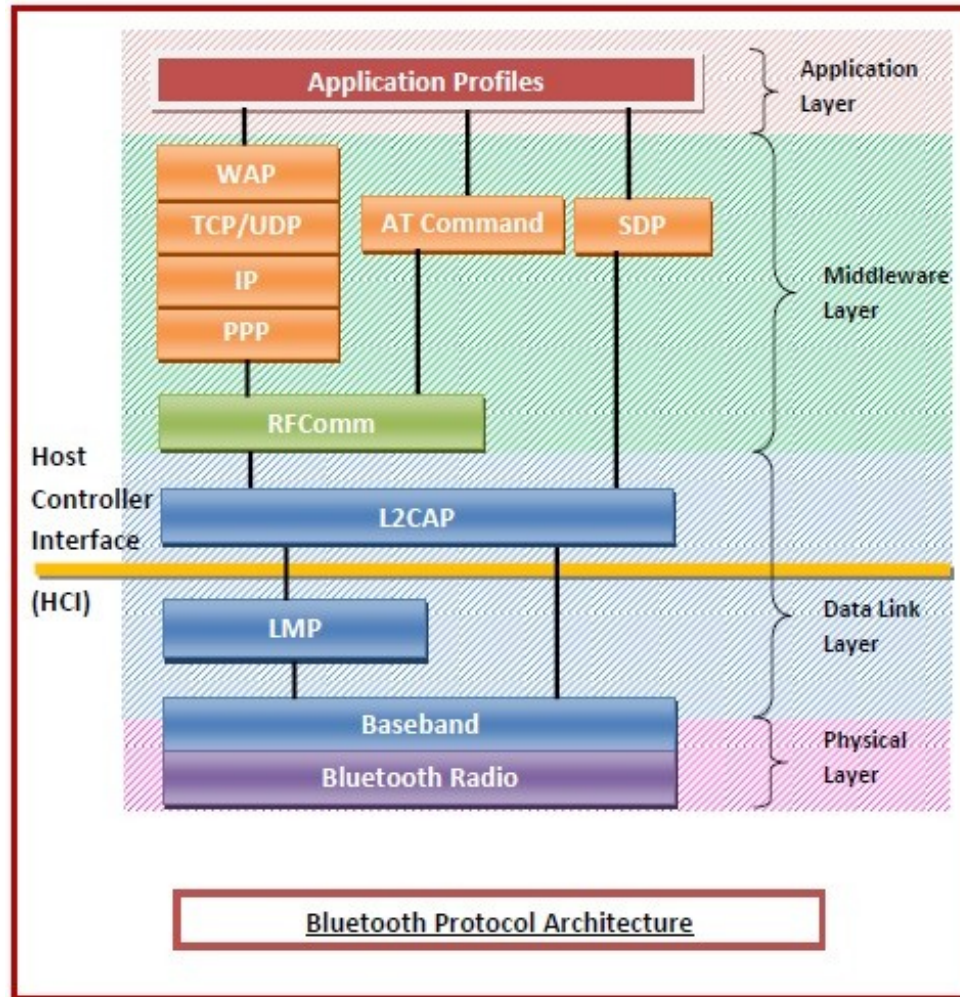 Application Profiles
Application
Layer
WAP
TCP/UDP
AT Command
SDP
IP
PPP
Middleware
Layer
RFComm
Host
Controller
Interface
(HCI)
L2CAP
LMP
Data Link
Layer
Baseband
Bluetooth Radio
Physical
Layer
Bluetooth Protocol Architecture